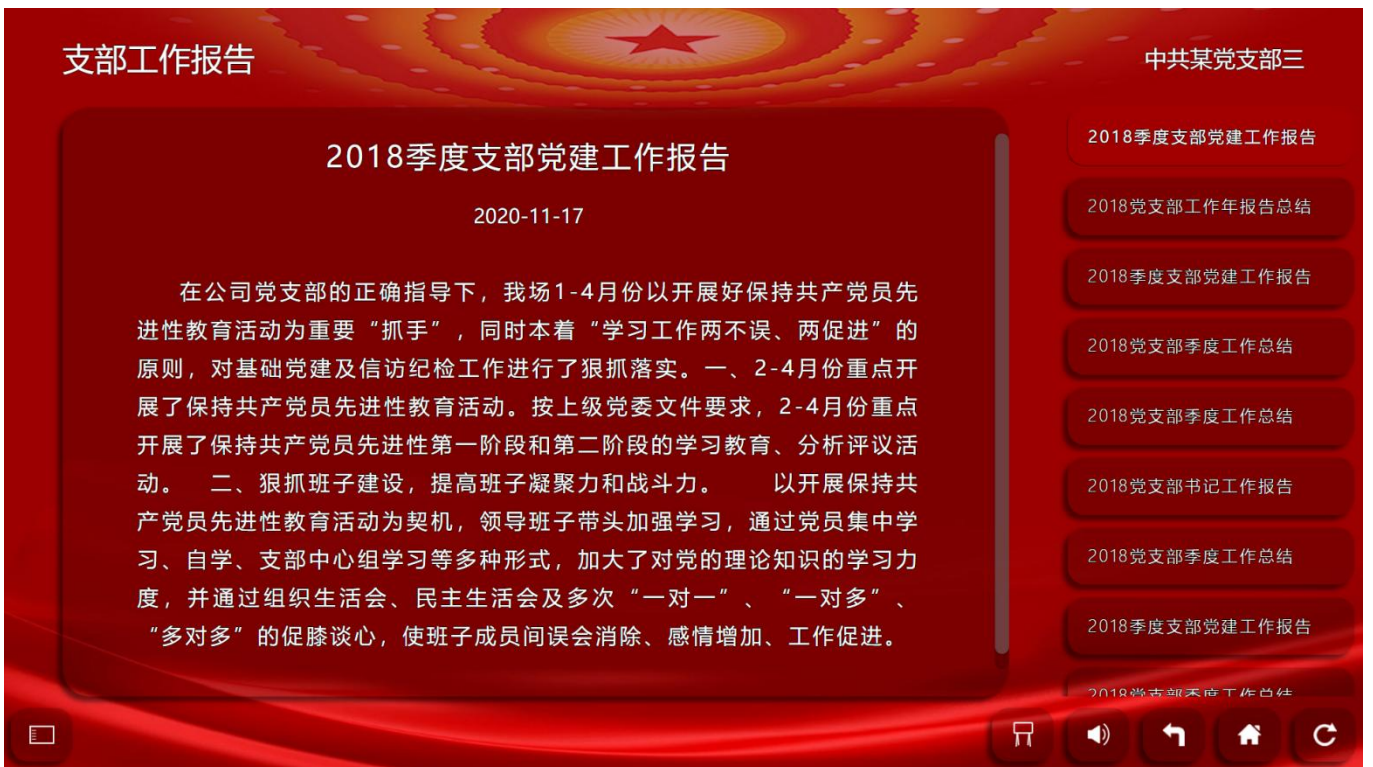 支部工作报告
中共某党支部三
2018季度支部党建工作报告
2020-11-17
在公司党支部的正确指导下，我场1-4月份以开展好保持共产党员先
进性教育活动为重要“抓手”，同时本着“学习工作两不误、两促进”的
原则，对基础党建及信访纪检工作进行了狠抓落实。一、2-4月份重点开
展了保持共产党员先进性教育活动。按上级党委文件要求，2-4月份重点
开展了保持共产党员先进性第一阶段和第二阶段的学习教育、分析评议活
动。 二、狠抓班子建设，提高班子凝聚力和战斗力。 以开展保持共
产党员先进性教育活动为契机，领导班子带头加强学习，通过党员集中学
习、自学、支部中心组学习等多种形式，加大了对党的理论知识的学习力
度，并通过组织生活会、民主生活会及多次“一对一”、“一对多”、
“多对多”的促膝谈心，使班子成员间误会消除、感情增加、工作促进。
2018季度支部党建工作报告
2018党支部工作年报告总结
2018季度支部党建工作报告
2018党支部季度工作总结
2018党支部季度工作总结
2018党支部书记工作报告
2018党支部季度工作总结
2018季度支部党建工作报告
2018党支部季度工作总结